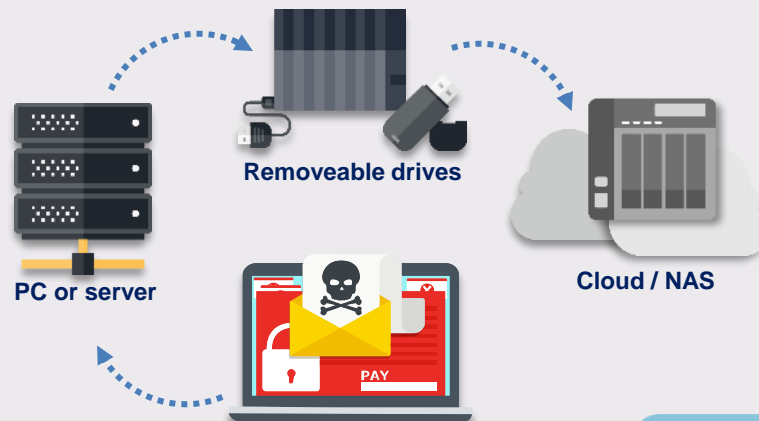 Removeable drives
PC or server
Cloud / NAS
PAY